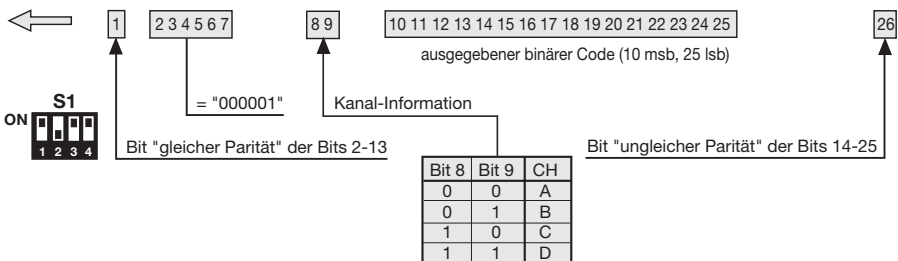 1 2 3 4 5 6 7 8 9 10 11 12 13 14 15 16 17 18 19 20 21 22 23 24 25 26
ausgegebener binärer Code (10 msb, 25 lsb)
S1
ON
1 2 3 4
= "000001"
Kanal-Information
Bit "gleicher Parität" der Bits 2-13
Bit "ungleicher Parität" der Bits 14-25
Bit 8 Bit 9 CH
0 0 A
0 1 B
1 0 C
1 1 D